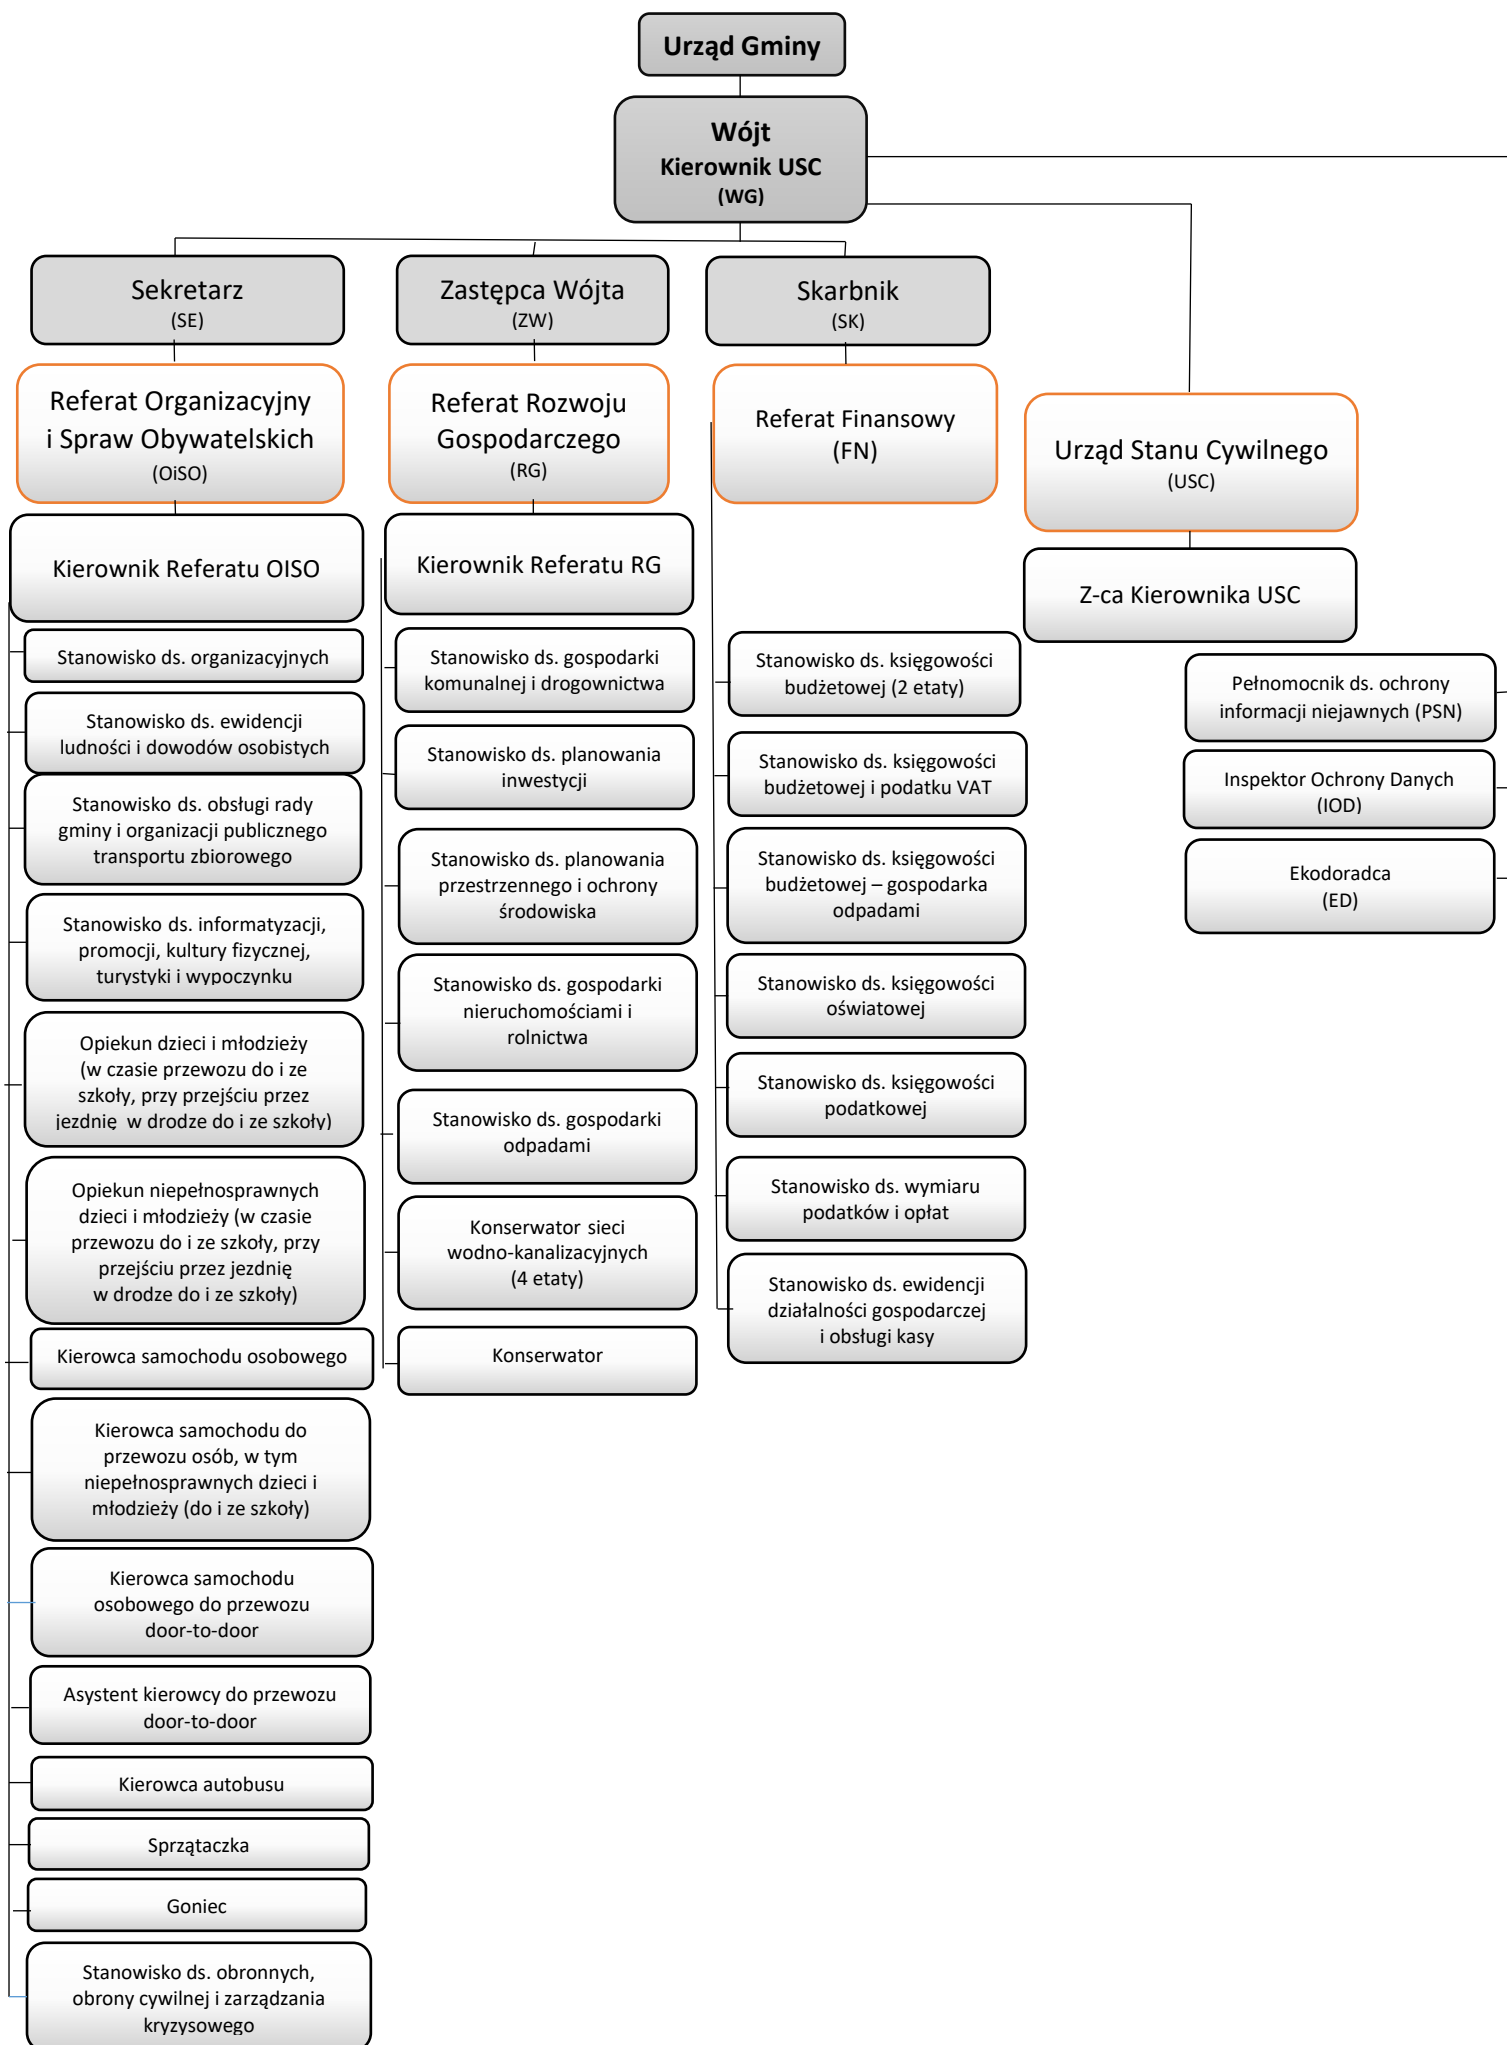 Urząd Gminy
Wójt
Kierownik USC
(WG)
Sekretarz
(SE)
Zastępca Wójta
(ZW)
Skarbnik
(SK)
Referat Organizacyjny
i Spraw Obywatelskich
(OiSO)
Referat Rozwoju
Gospodarczego
(RG)
Referat Finansowy
(FN)
Urząd Stanu Cywilnego
(USC)
Kierownik Referatu OISO
Stanowisko ds. organizacyjnych
Stanowisko ds. ewidencji
ludności i dowodów osobistych
Stanowisko ds. obsługi rady
gminy i organizacji publicznego
transportu zbiorowego
Stanowisko ds. informatyzacji,
promocji, kultury fizycznej,
turystyki i wypoczynku
Opiekun dzieci i młodzieży
(w czasie przewozu do i ze
szkoły, przy przejściu przez
jezdnię w drodze do i ze szkoły)
Opiekun niepełnosprawnych
dzieci i młodzieży (w czasie
przewozu do i ze szkoły, przy
przejściu przez jezdnię
w drodze do i ze szkoły)
Kierowca samochodu osobowego
Kierowca samochodu do
przewozu osób, w tym
niepełnosprawnych dzieci i
młodzieży (do i ze szkoły)
Kierowca samochodu
osobowego do przewozu
door-to-door
Asystent kierowcy do przewozu
door-to-door
Kierowca autobusu
Sprzątaczka
Goniec
Stanowisko ds. obronnych,
obrony cywilnej i zarządzania
kryzysowego
Kierownik Referatu RG
Stanowisko ds. gospodarki
komunalnej i drogownictwa
Stanowisko ds. planowania
inwestycji
Stanowisko ds. planowania
przestrzennego i ochrony
środowiska
Stanowisko ds. gospodarki
nieruchomościami i
rolnictwa
Stanowisko ds. gospodarki
odpadami
Konserwator sieci
wodno-kanalizacyjnych
(4 etaty)
Konserwator
Stanowisko ds. księgowości
budżetowej (2 etaty)
Stanowisko ds. księgowości
budżetowej i podatku VAT
Stanowisko ds. księgowości
budżetowej – gospodarka
odpadami
Stanowisko ds. księgowości
oświatowej
Stanowisko ds. księgowości
podatkowej
Stanowisko ds. wymiaru
podatków i opłat
Stanowisko ds. ewidencji
działalności gospodarczej
i obsługi kasy
Z-ca Kierownika USC
Pełnomocnik ds. ochrony
informacji niejawnych (PSN)
Inspektor Ochrony Danych
(IOD)
Ekodoradca
(ED)